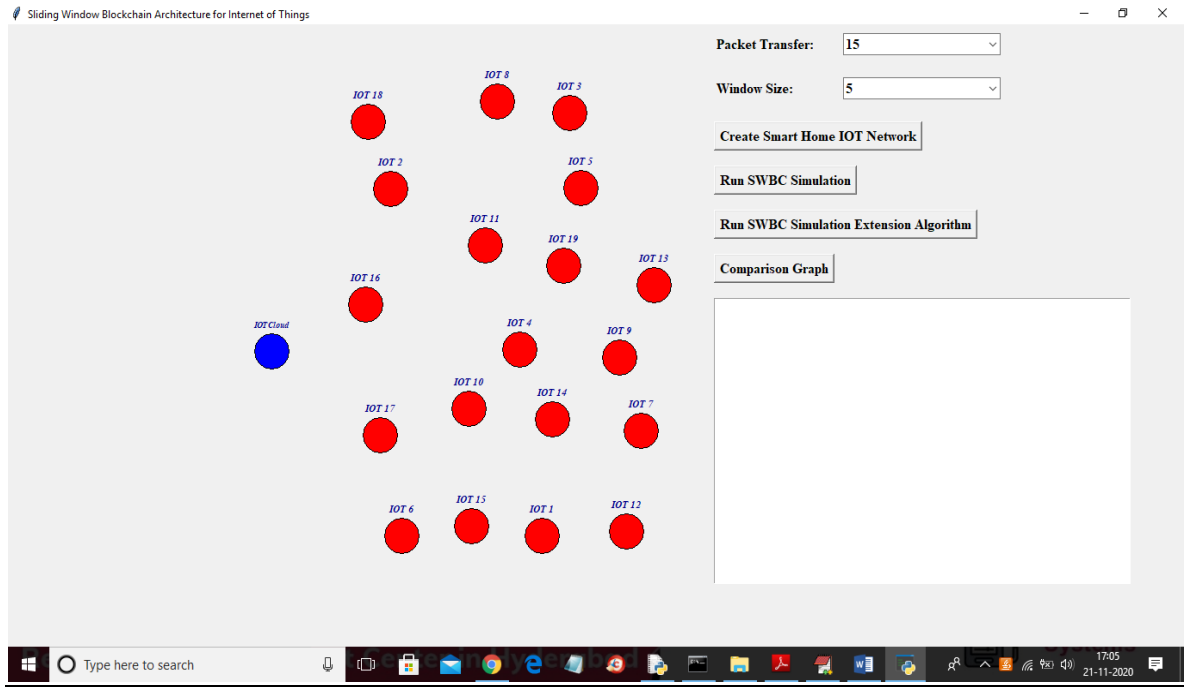 Sliding Window Blockchain Architecture for Internet of Things
Packet Transfer: 15
Window Size: 5
Create Smart Home IOT Network
Run SWBC Simulation
Run SWBC Simulation Extension Algorithm
Comparison Graph
IOT 8
IOT 3
IOT 18
IOT 2
IOT 5
IOT 11
IOT 19
IOT 13
IOT 16
IOT Cloud
IOT 4
IOT 9
IOT 10
IOT 14
IOT 17
IOT 7
IOT 15
IOT 6
IOT 1
IOT 12
Type here to search
17:05
21-11-2020